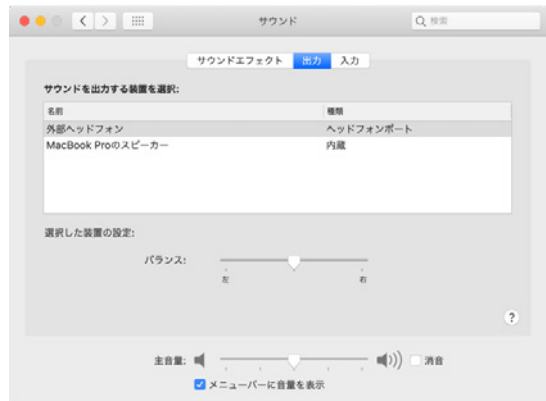 サウンド
検索
サウンドエフェクト 出力 入力
サウンドを出力する装置を選択:
名前 種類
外部ヘッドフォン ヘッドフォンポート
MacBook Proのスピーカー 内蔵
選択した装置の設定:
バランス:
左 右
?
主音量: 消音
メニューバーに音量を表示